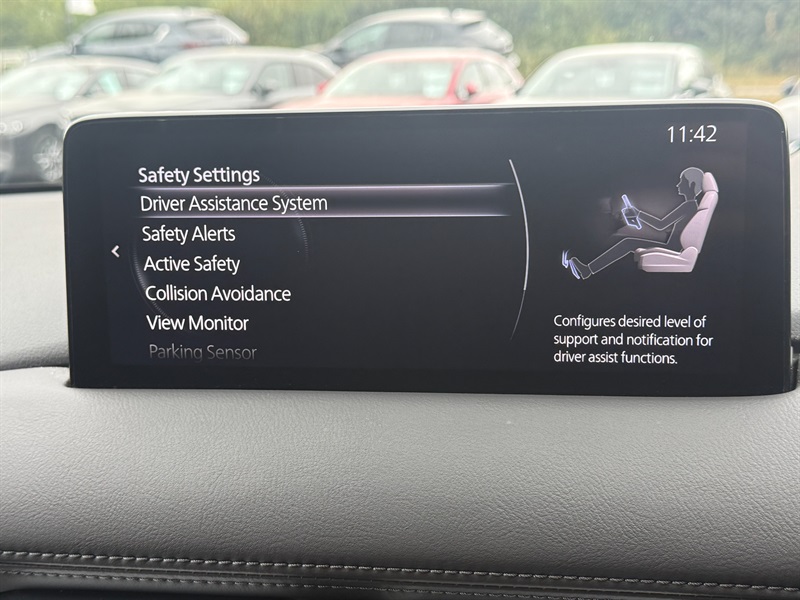 11:42
Safety Settings
Driver Assistance System
Safety Alerts
Active Safety
Collision Avoidance
View Monitor
Parking Sensor
Configures desired level of
support and notification for
driver assist functions.